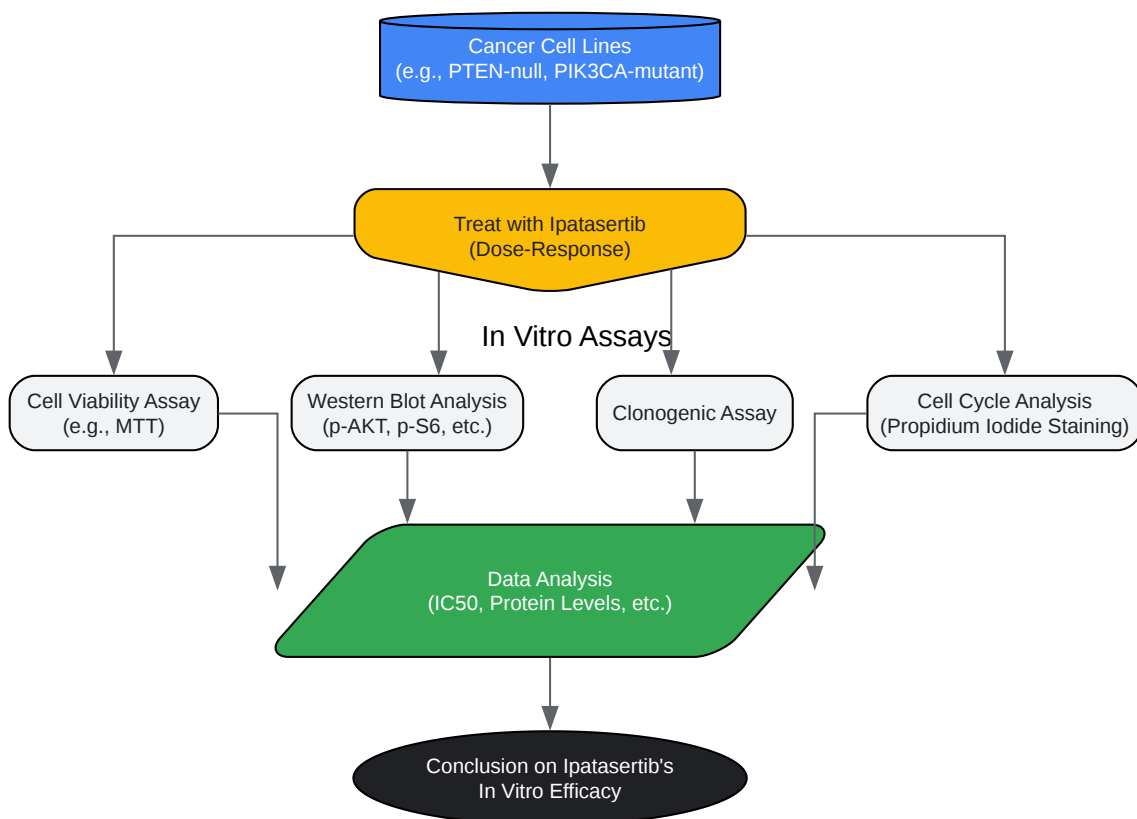 Cancer Cell Lines
(e.g., PTEN-null, PIK3CA-mutant)
Treat with Ipatasertib
(Dose-Response)
In Vitro Assays
Cell Viability Assay
(e.g., MTT)
Western Blot Analysis
(p-AKT, p-S6, etc.)
Clonogenic Assay
Cell Cycle Analysis
(Propidium Iodide Staining)
Data Analysis
(IC50, Protein Levels, etc.)
Conclusion on Ipatasertib's
In Vitro Efficacy